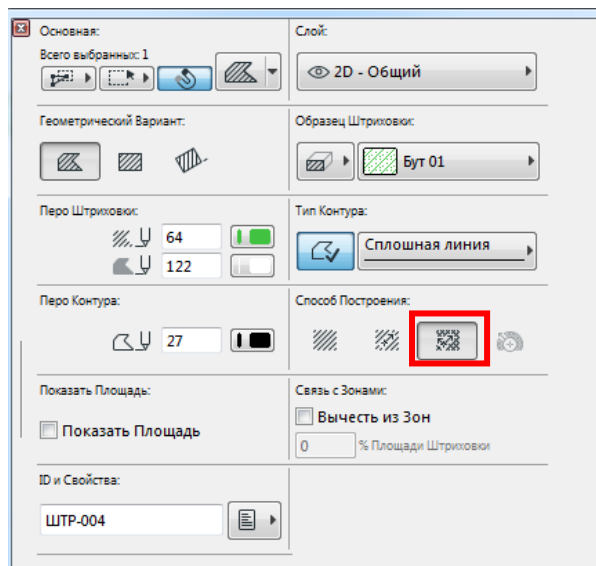 Основная:
Всего выбранных: 1
Слой:
2D - Общий
Геометрический Вариант:
Образец Штриховки:
Бут 01
Перо Штриховки:
64
122
Тип Контура:
Сплошная линия
Перо Контура:
27
Способ Построения:
Показать Площадь:
Показать Площадь
Связь с Зонами:
Вычесть из Зон
0
% Площади Штриховки
ID и Свойства:
ШТР-004